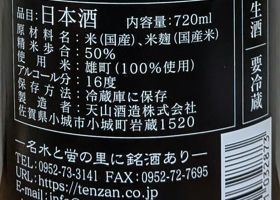 品目:日本酒 内容量:720ml
原材料名:米(国産)、米麹(国産米)
精米歩合:50%
使用米:雄町(100%使用)
アルコール分:16度
保存方法:冷蔵庫に保存
製造者:天山酒造株式会社
佐賀県小城市小城町岩蔵1520
―名水と蛍の里に銘酒あり―
TEL:0952-73-3141 FAX:0952-72-7695
URL:https://tenzan.co.jp
E-mail:info@tenzan
生酒
要冷蔵